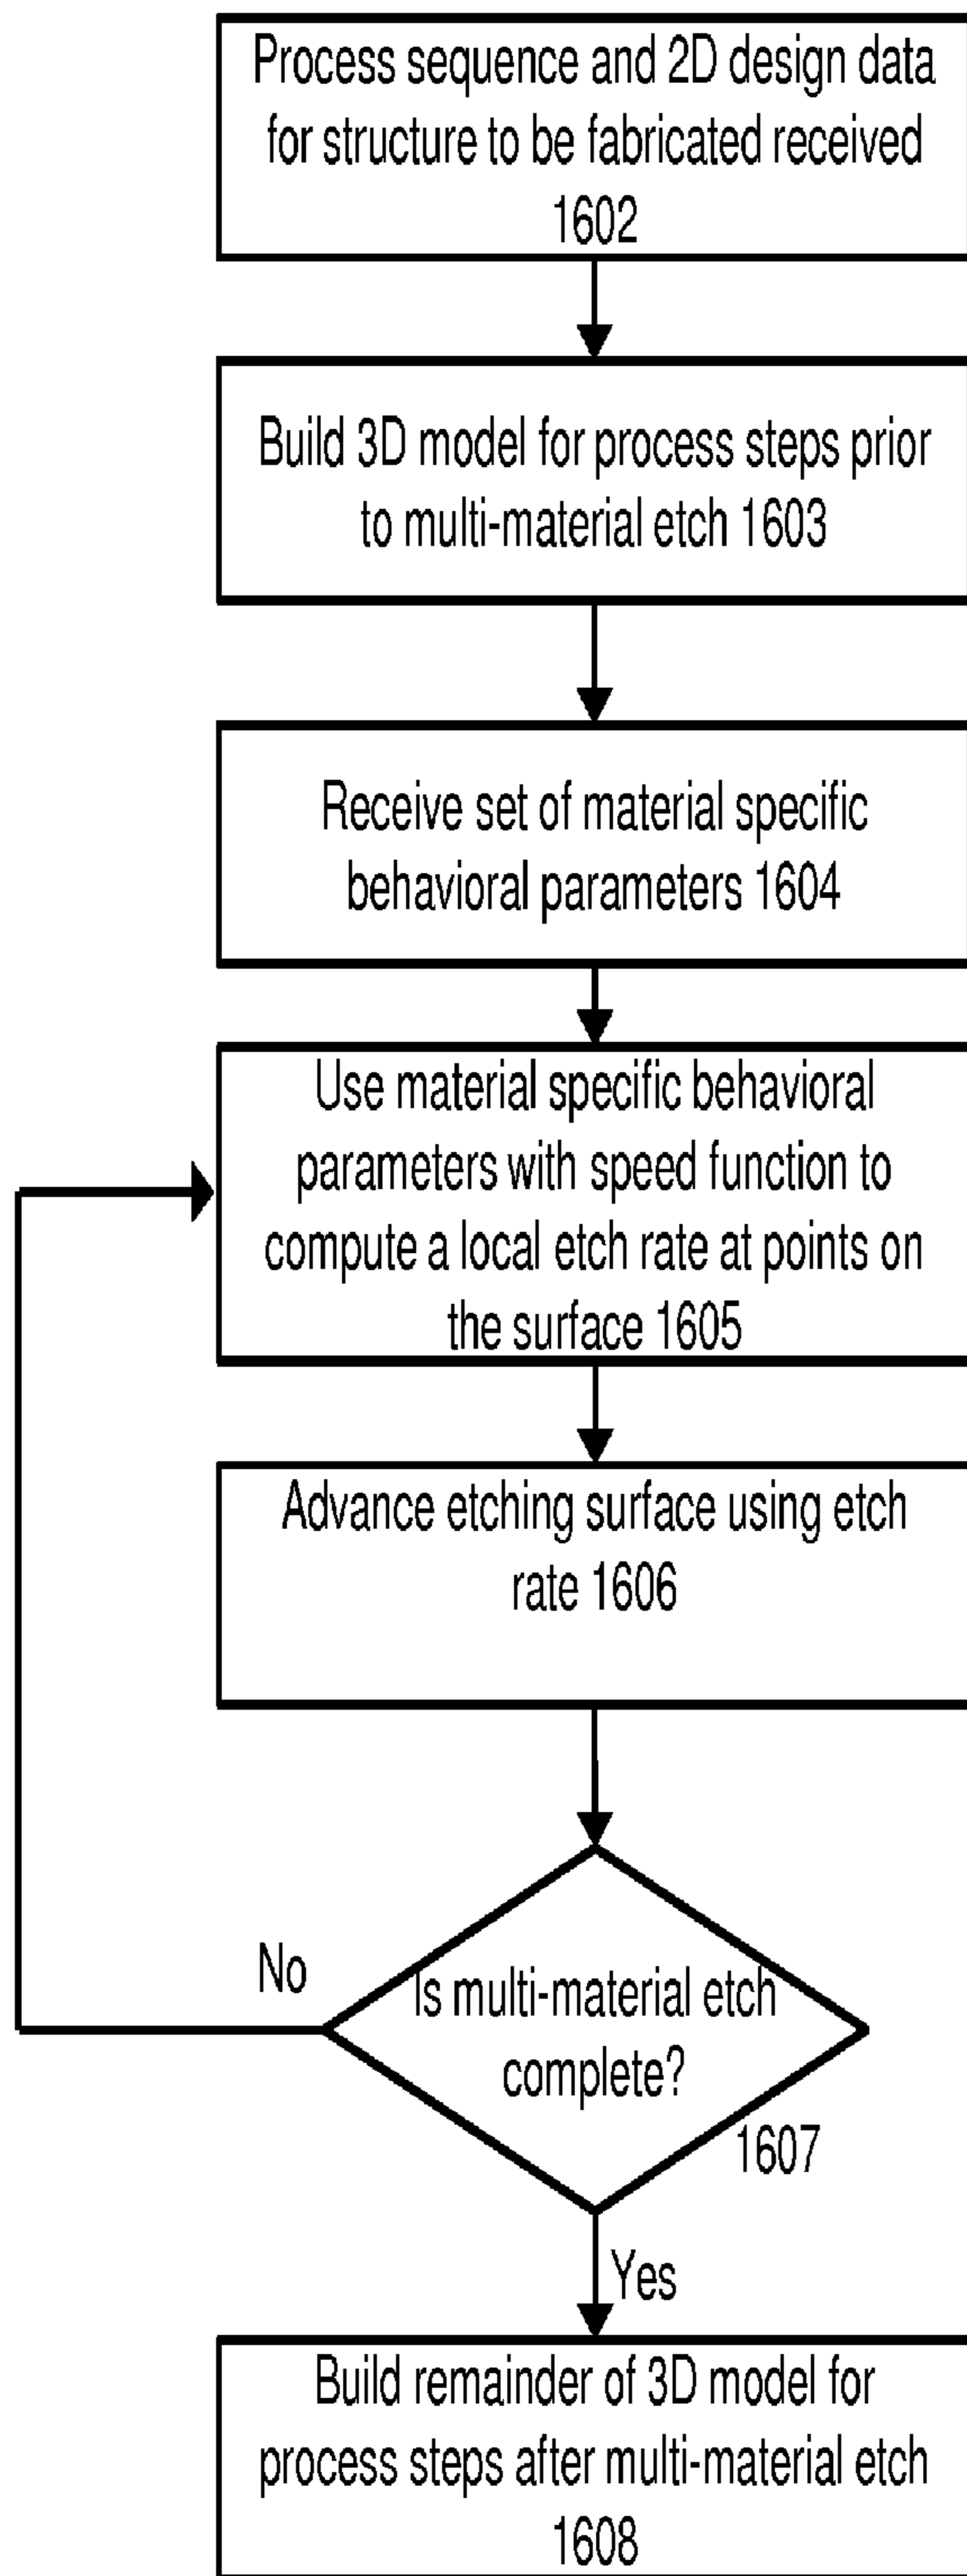 Process sequence and 2D design data
for structure to be fabricated received
1602
Build 3D model for process steps prior
to multi-material etch 1603
Receive set of material specific
behavioral parameters 1604
Use material specific behavioral
parameters with speed function to
compute a local etch rate at points on
the surface 1605
Advance etching surface using etch
rate 1606
No
Is multi-material etch
complete?
1607
Yes
Build remainder of 3D model for
process steps after multi-material etch
1608